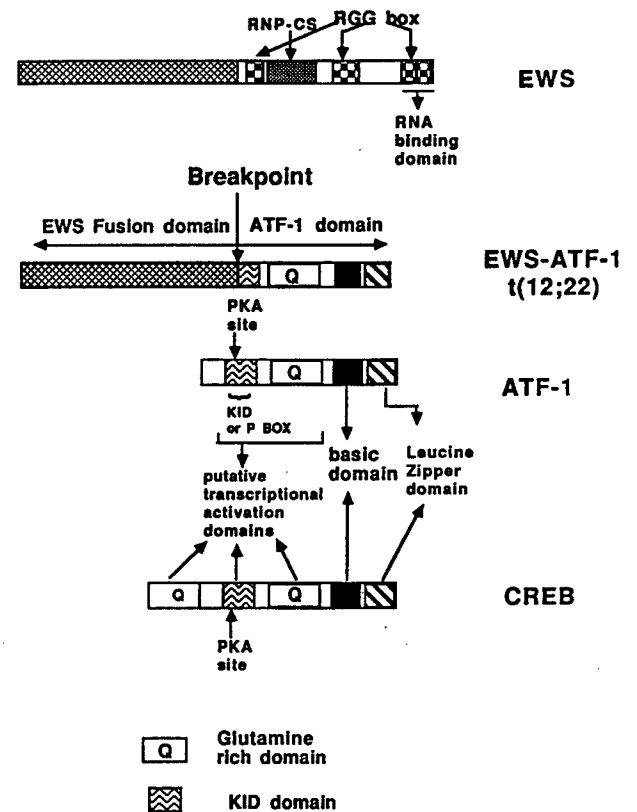 RNP-CS RGG box
EWS
RNA
binding
domain
Breakpoint
EWS Fusion domain ATF-1 domain
Q
EWS-ATF-1
t(12;22)
PKA
site
Q
ATF-1
KID
or P BOX
putative
transcriptional
activation
domains
basic
domain
Leucine
Zipper
domain
Q
Q
CREB
PKA
site
Q
Glutamine
rich domain
KID domain